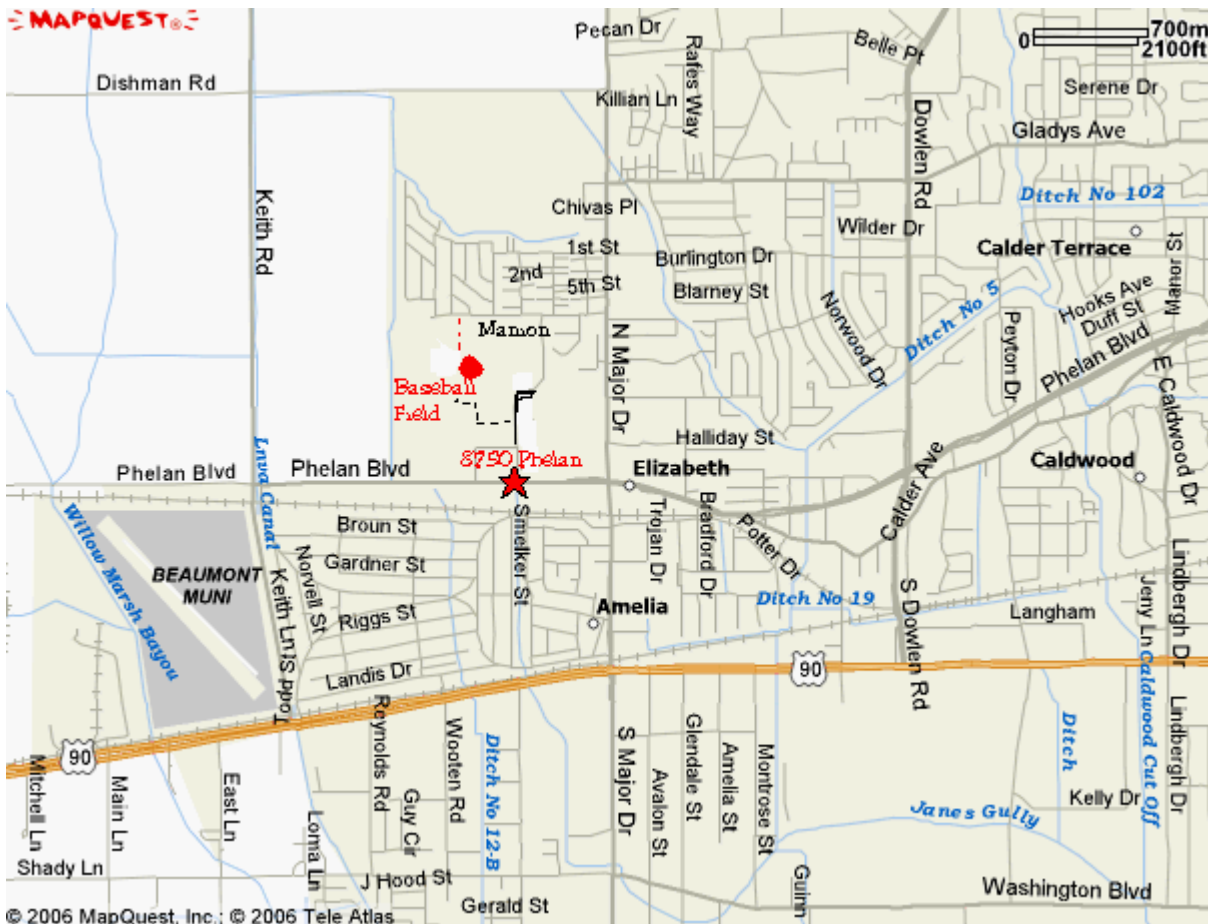 MAPQUEST®
Pecan Dr
Belle Pt
0 700m
2100ft
Dishman Rd
Killian Ln
Rafes Way
Serene Dr
Dowlen Rd
Gladys Ave
Keith Rd
Chivas Pl
Ditch No 102
Wilder Dr
Calder Terrace
Manor St
1st St
2nd
5th St
Burlington Dr
Blarney St
Norwood Dr
Ditch No 5
Hooks Ave
Duff St
Peyton Dr
Phelan Blvd
E Caldwood Dr
N Major Dr
Baseball
Field
Halliday St
8750 Phelan
Phelan Blvd
Phelan Blvd
Elizabeth
Calder Ave
Caldwood
Lnva Canal
Willow Marsh Bayou
BEAUMONT
MUNI
Broun St
Gardner St
Norvell St
Riggs St
Landis Dr
Keith Ln
Todd St
Smelker St
Trojan Dr
Bradford Dr
Potter Dr
Ditch No 19
Amelia
S Dowlen Rd
Langham
Jeny Ln
Lindbergh Dr
Caldwood Cut Off
90
90
Mitchell Ln
Main Ln
East Ln
Loma Ln
Reynolds Rd
Guy Cir
Wooten Rd
Ditch No 12-B
S Major Dr
Avalon St
Glendale St
Amelia St
Montrose St
Ditch
Lindbergh Dr
Kelly Dr
Janes Gully
Guinn
Shady Ln
J Hood St
Gerald St
Washington Blvd
© 2006 MapQuest, Inc.; © 2006 Tele Atlas